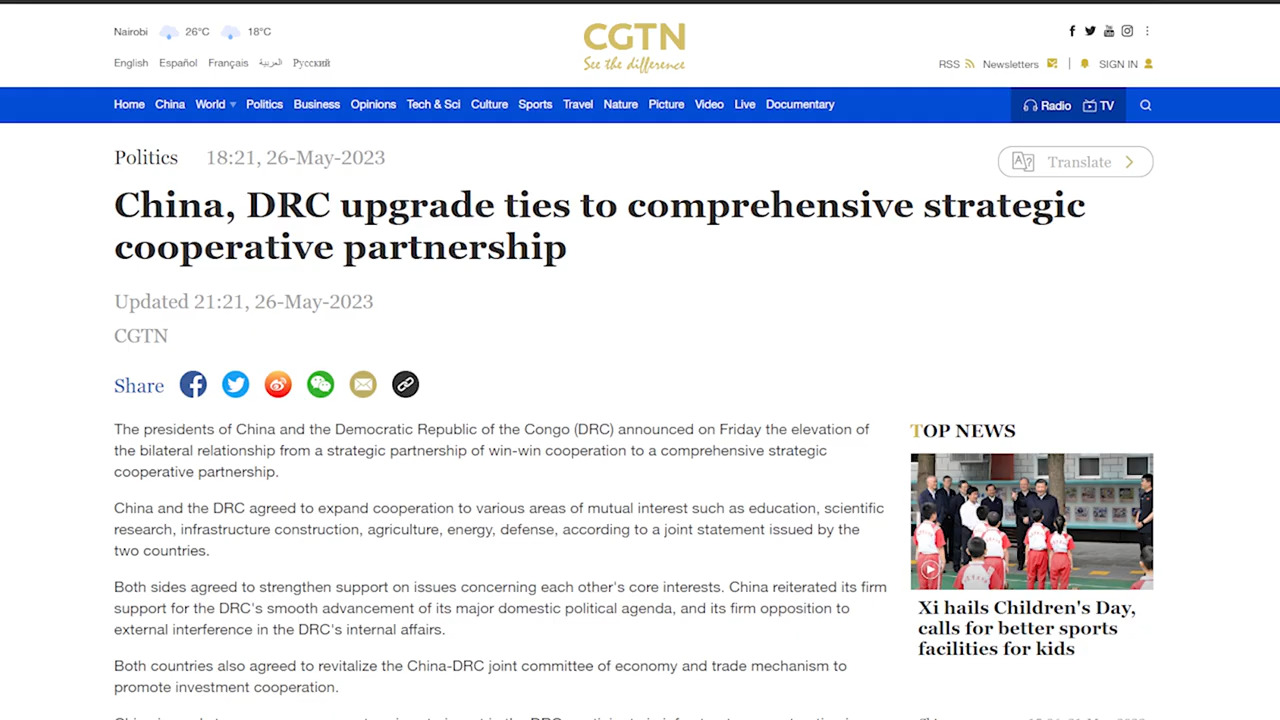 Nairobi 26°C 18°C
CGTN
See the difference
English Español Français العربية Русский
RSS Newsletters | SIGN IN
Home China World Politics Business Opinions Tech & Sci Culture Sports Travel Nature Picture Video Live Documentary Radio TV
Politics 18:21, 26-May-2023
Translate
China, DRC upgrade ties to comprehensive strategic
cooperative partnership
Updated 21:21, 26-May-2023
CGTN
Share
The presidents of China and the Democratic Republic of the Congo (DRC) announced on Friday the elevation of
the bilateral relationship from a strategic partnership of win-win cooperation to a comprehensive strategic
cooperative partnership.
China and the DRC agreed to expand cooperation to various areas of mutual interest such as education, scientific
research, infrastructure construction, agriculture, energy, defense, according to a joint statement issued by the
two countries.
Both sides agreed to strengthen support on issues concerning each other's core interests. China reiterated its firm
support for the DRC's smooth advancement of its major domestic political agenda, and its firm opposition to
external interference in the DRC's internal affairs.
Both countries also agreed to revitalize the China-DRC joint committee of economy and trade mechanism to
promote investment cooperation.
TOP NEWS
Xi hails Children's Day,
calls for better sports
facilities for kids